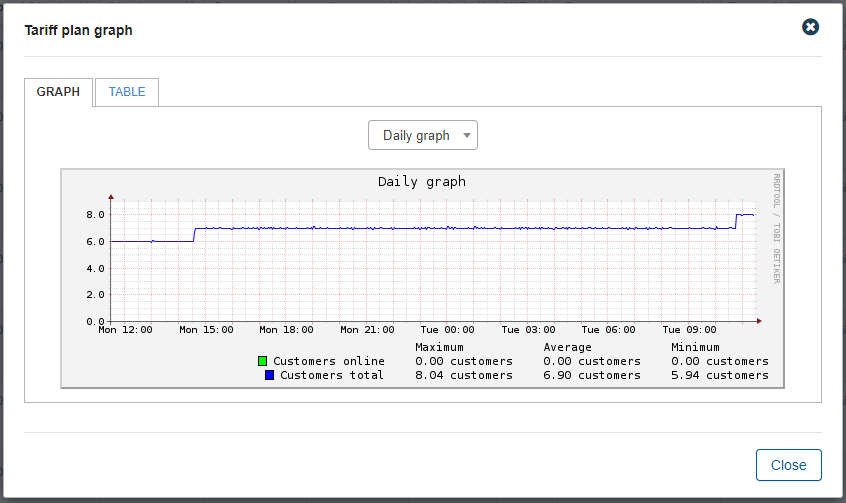 Tariff plan graph
GRAPH TABLE
Daily graph
Daily graph
RRDTOOL / TOBI OETIKER
8.0
6.0
4.0
2.0
0.0
Mon 12:00 Mon 15:00 Mon 18:00 Mon 21:00 Tue 00:00 Tue 03:00 Tue 06:00 Tue 09:00
Maximum Average Minimum
Customers online 0.00 customers 0.00 customers 0.00 customers
Customers total 8.04 customers 6.90 customers 5.94 customers
Close